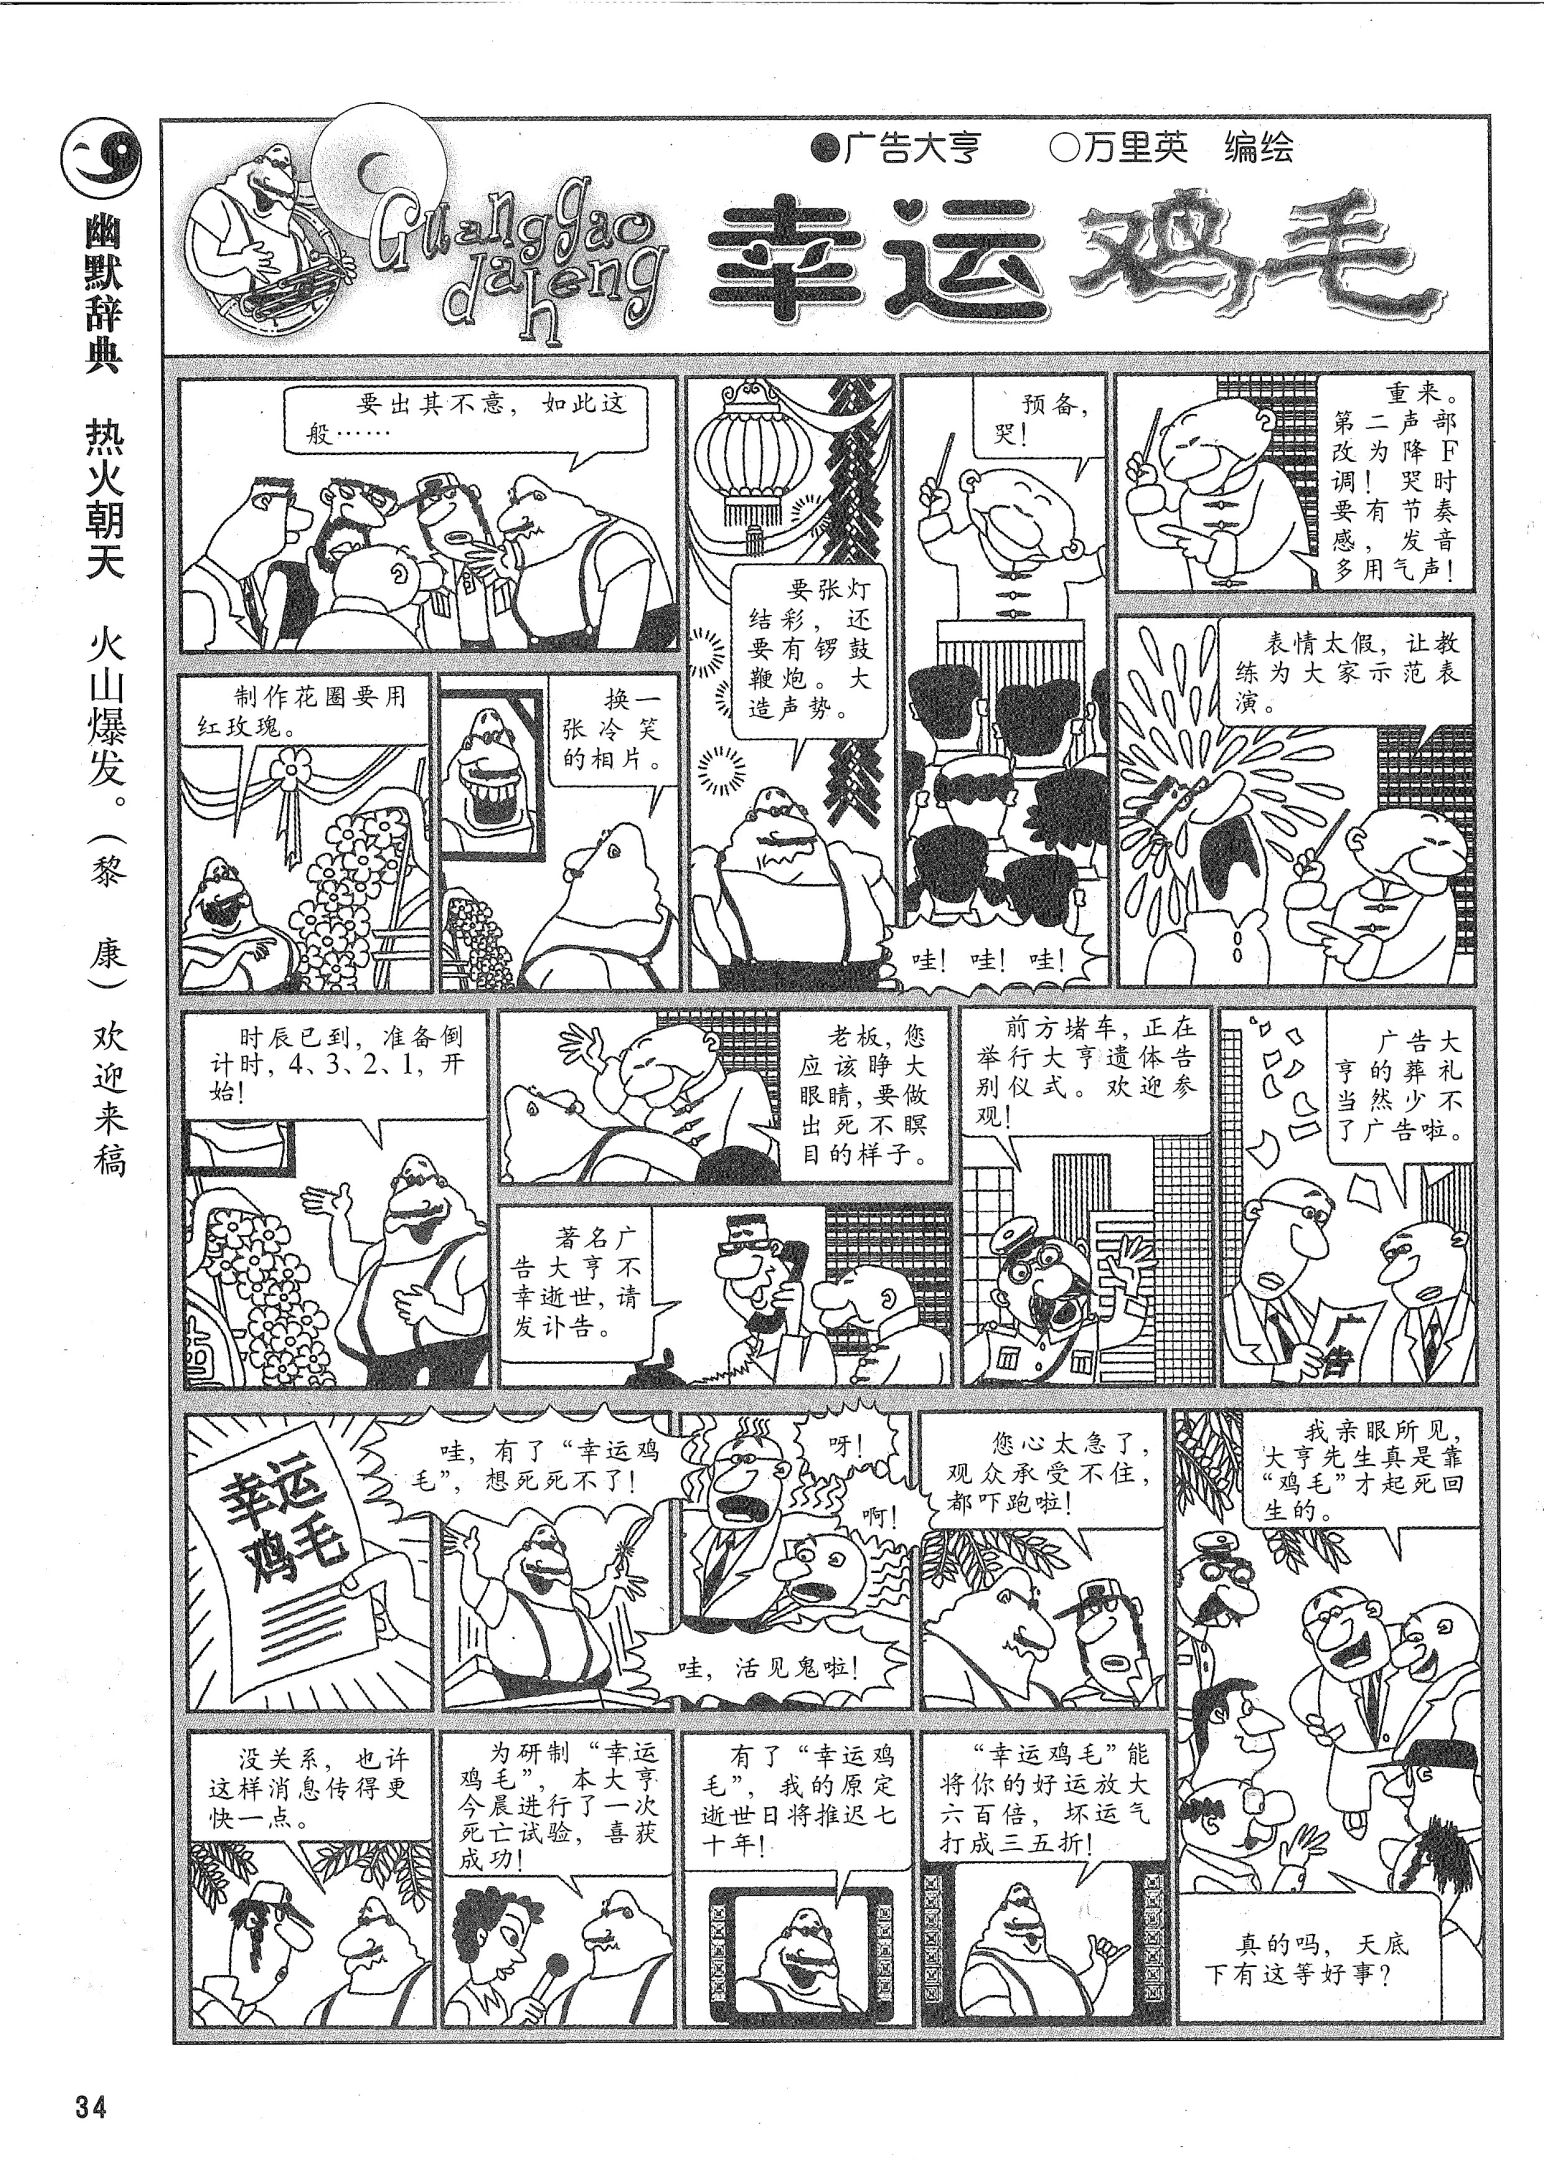 ●广告大亨 ○万里英 编绘
Guanggao
daheng
幸运鸡毛
幽默辞典 热火朝天 火山爆发。(黎 康) 欢迎来稿
要出其不意，如此这
般……
制作花圈要用
红玫瑰。
换一
张冷笑
的相片。
要张灯
结彩，还
要有锣鼓
鞭炮。大
造声势。
预备，
哭！
哇！哇！哇！
重来。
第二声部
改为降F
调！哭时
要有节奏
感，发音
多用气声！
表情太假，让教
练为大家示范表
演。
时辰已到，准备倒
计时，4、3、2、1，开
始！
老板，您
应该睁大
眼睛，要做
出死不瞑
目的样子。
著名广
告大亨不
幸逝世，请
发讣告。
前方堵车，正在
举行大亨遗体告
别仪式。欢迎参
观！
广告大
亨的葬礼
当然少不
了广告啦。
广告
幸运
鸡毛
哇，有了“幸运鸡
毛”，想死死不了！
呀！
啊！
哇，活见鬼啦！
您心太急了，
观众承受不住，
都吓跑啦！
我亲眼所见，
大亨先生真是靠
“鸡毛”才起死回
生的。
没关系，也许
这样消息传得更
快一点。
为研制“幸运
鸡毛”，本大亨
今晨进行了一次
死亡试验，喜获
成功！
有了“幸运鸡
毛”，我的原定
逝世日将推迟七
十年！
“幸运鸡毛”能
将你的好运放大
六百倍，坏运气
打成三五折！
真的吗，天底
下有这等好事？
34